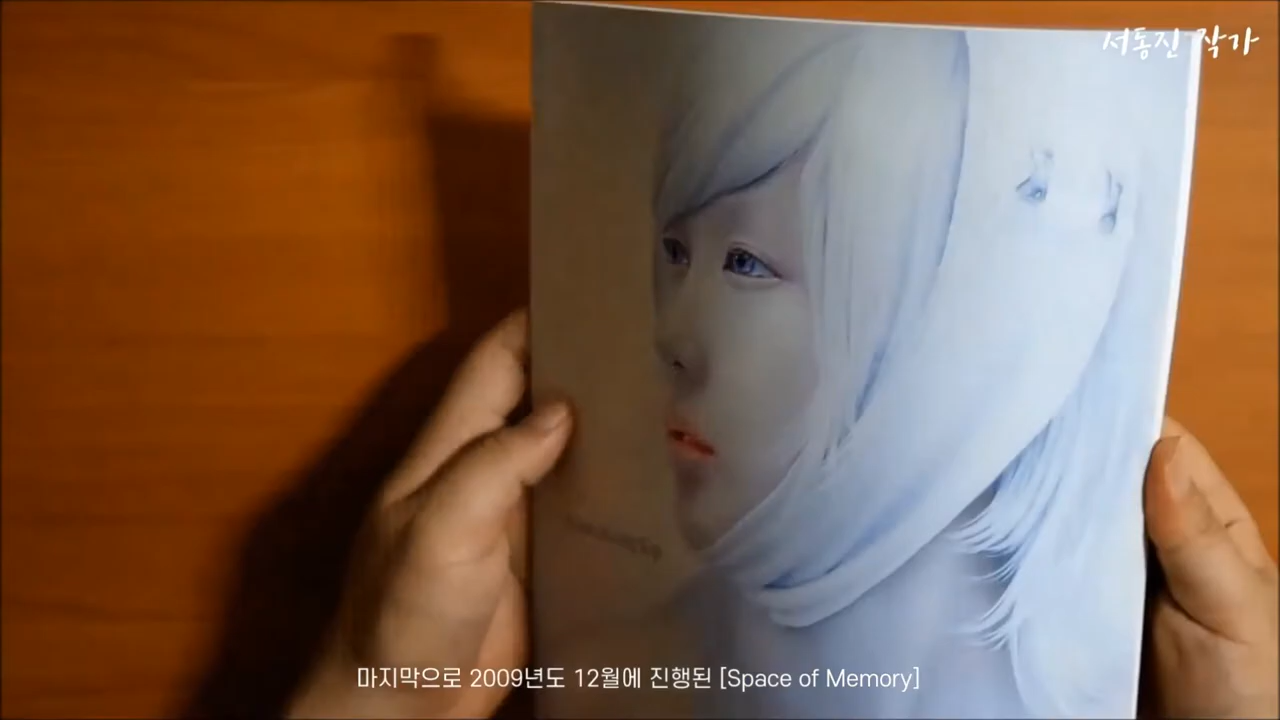 서동진 작가
마지막으로 2009년도 12월에 진행된 [Space of Memory]